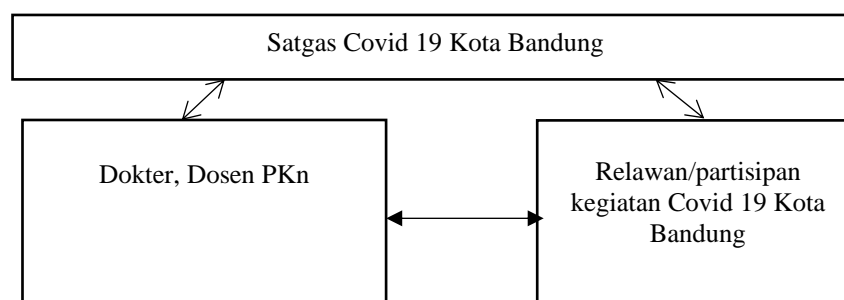 Satgas Covid 19 Kota Bandung
Dokter, Dosen PKn
Relawan/partisipan
kegiatan Covid 19 Kota
Bandung